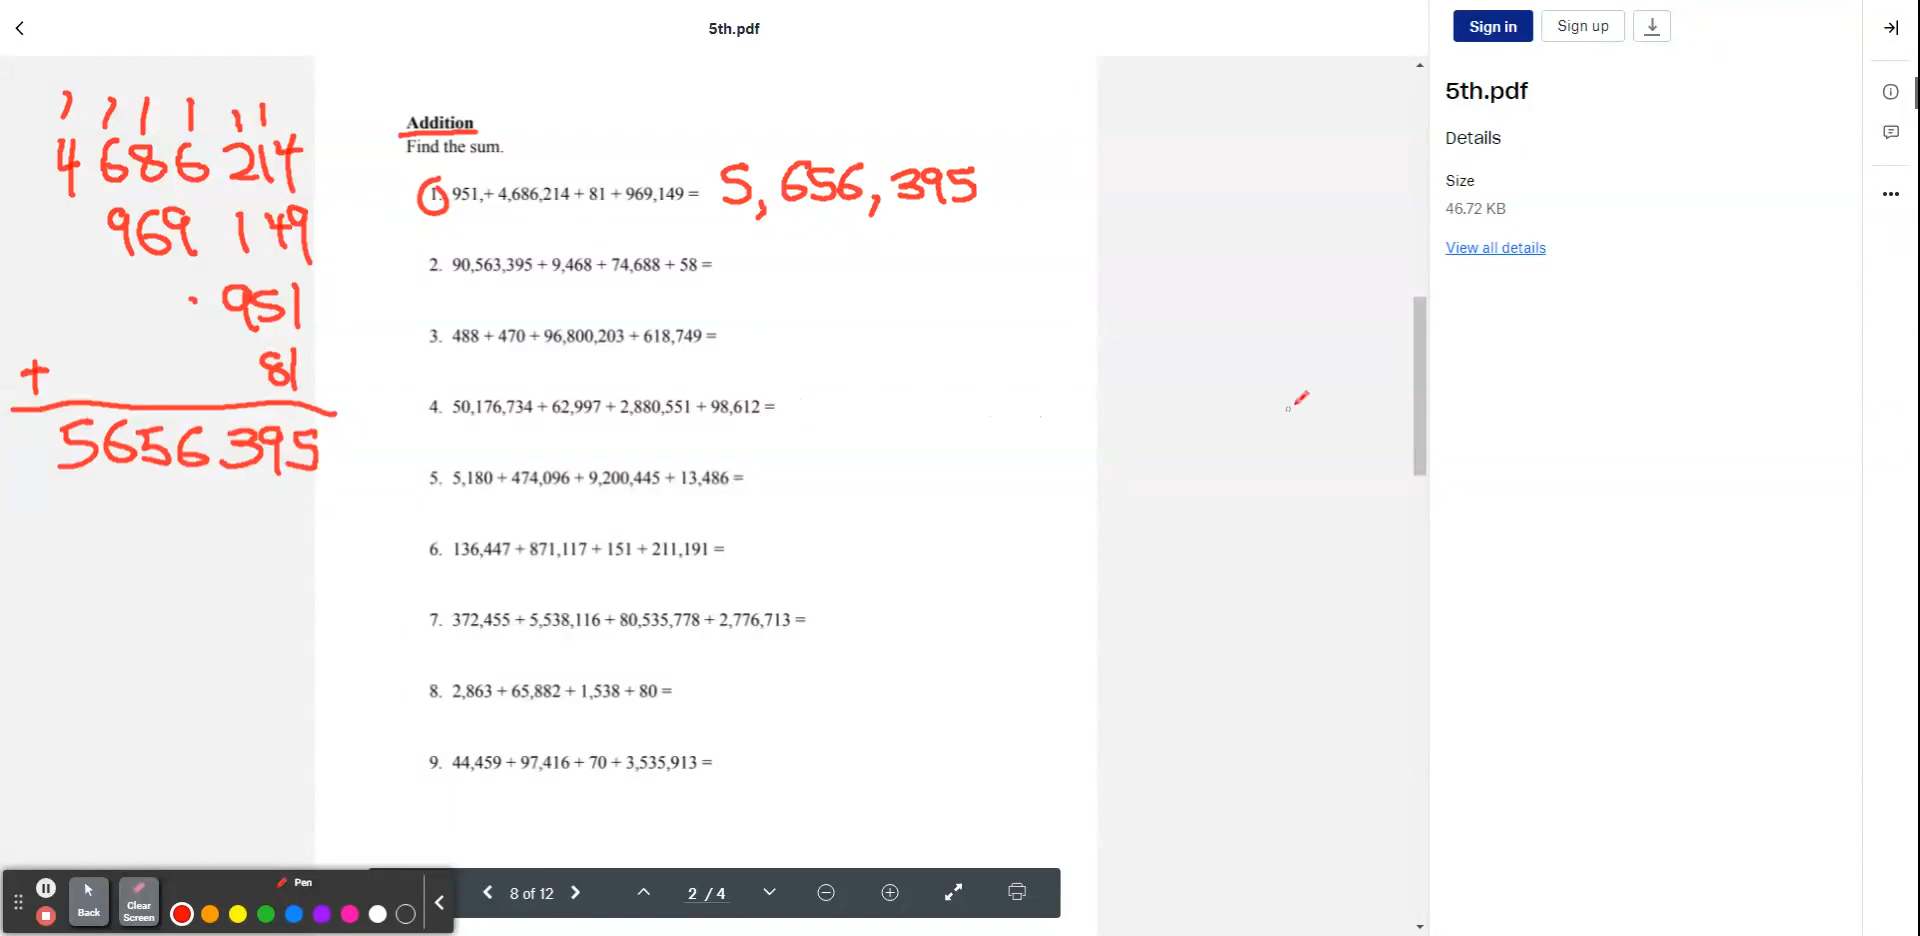 5th.pdf
Sign in
Sign up
5th.pdf
Details
Size
46.72 KB
View all details
4 686 214
969 149
951
+ 81
5656395
Addition
Find the sum.
1. 951,+ 4,686,214 + 81 + 969,149 = 5,656,395
2. 90,563,395 + 9,468 + 74,688 + 58 =
3. 488 + 470 + 96,800,203 + 618,749 =
4. 50,176,734 + 62,997 + 2,880,551 + 98,612 =
5. 5,180 + 474,096 + 9,200,445 + 13,486 =
6. 136,447 + 871,117 + 151 + 211,191 =
7. 372,455 + 5,538,116 + 80,535,778 + 2,776,713 =
8. 2,863 + 65,882 + 1,538 + 80 =
9. 44,459 + 97,416 + 70 + 3,535,913 =
Pen
Back
Clear
Screen
8 of 12
2 / 4